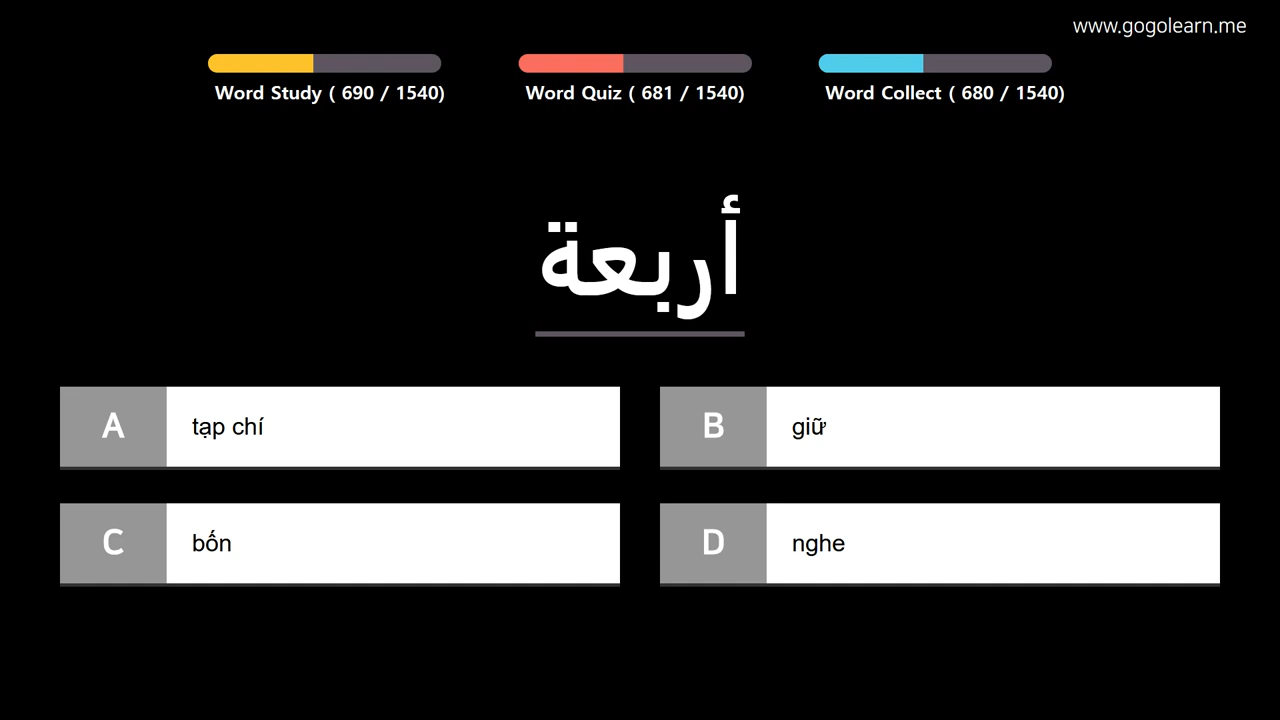 www.gogolearn.me
Word Study ( 690 / 1540)
Word Quiz ( 681 / 1540)
Word Collect ( 680 / 1540)
أربعة
A tạp chí
B giữ
C bốn
D nghe